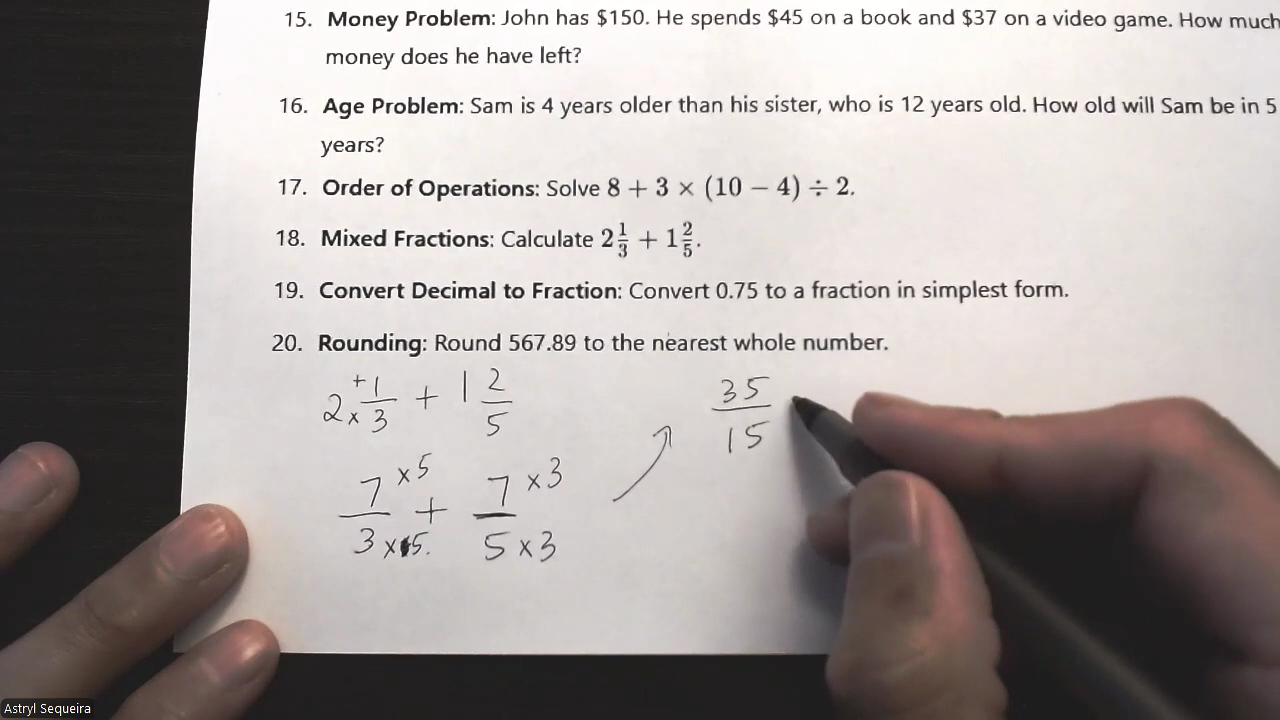 15. Money Problem: John has $150. He spends $45 on a book and $37 on a video game. How much
money does he have left?
16. Age Problem: Sam is 4 years older than his sister, who is 12 years old. How old will Sam be in 5
years?
17. Order of Operations: Solve 8 + 3 × (10 − 4) ÷ 2.
18. Mixed Fractions: Calculate 2 1/3 + 1 2/5.
19. Convert Decimal to Fraction: Convert 0.75 to a fraction in simplest form.
20. Rounding: Round 567.89 to the nearest whole number.
2 × + 1/3 + 1 2/5
7 × 5 / 3 × 5 + 7 × 3 / 5 × 3
35/15
Astryl Sequeira